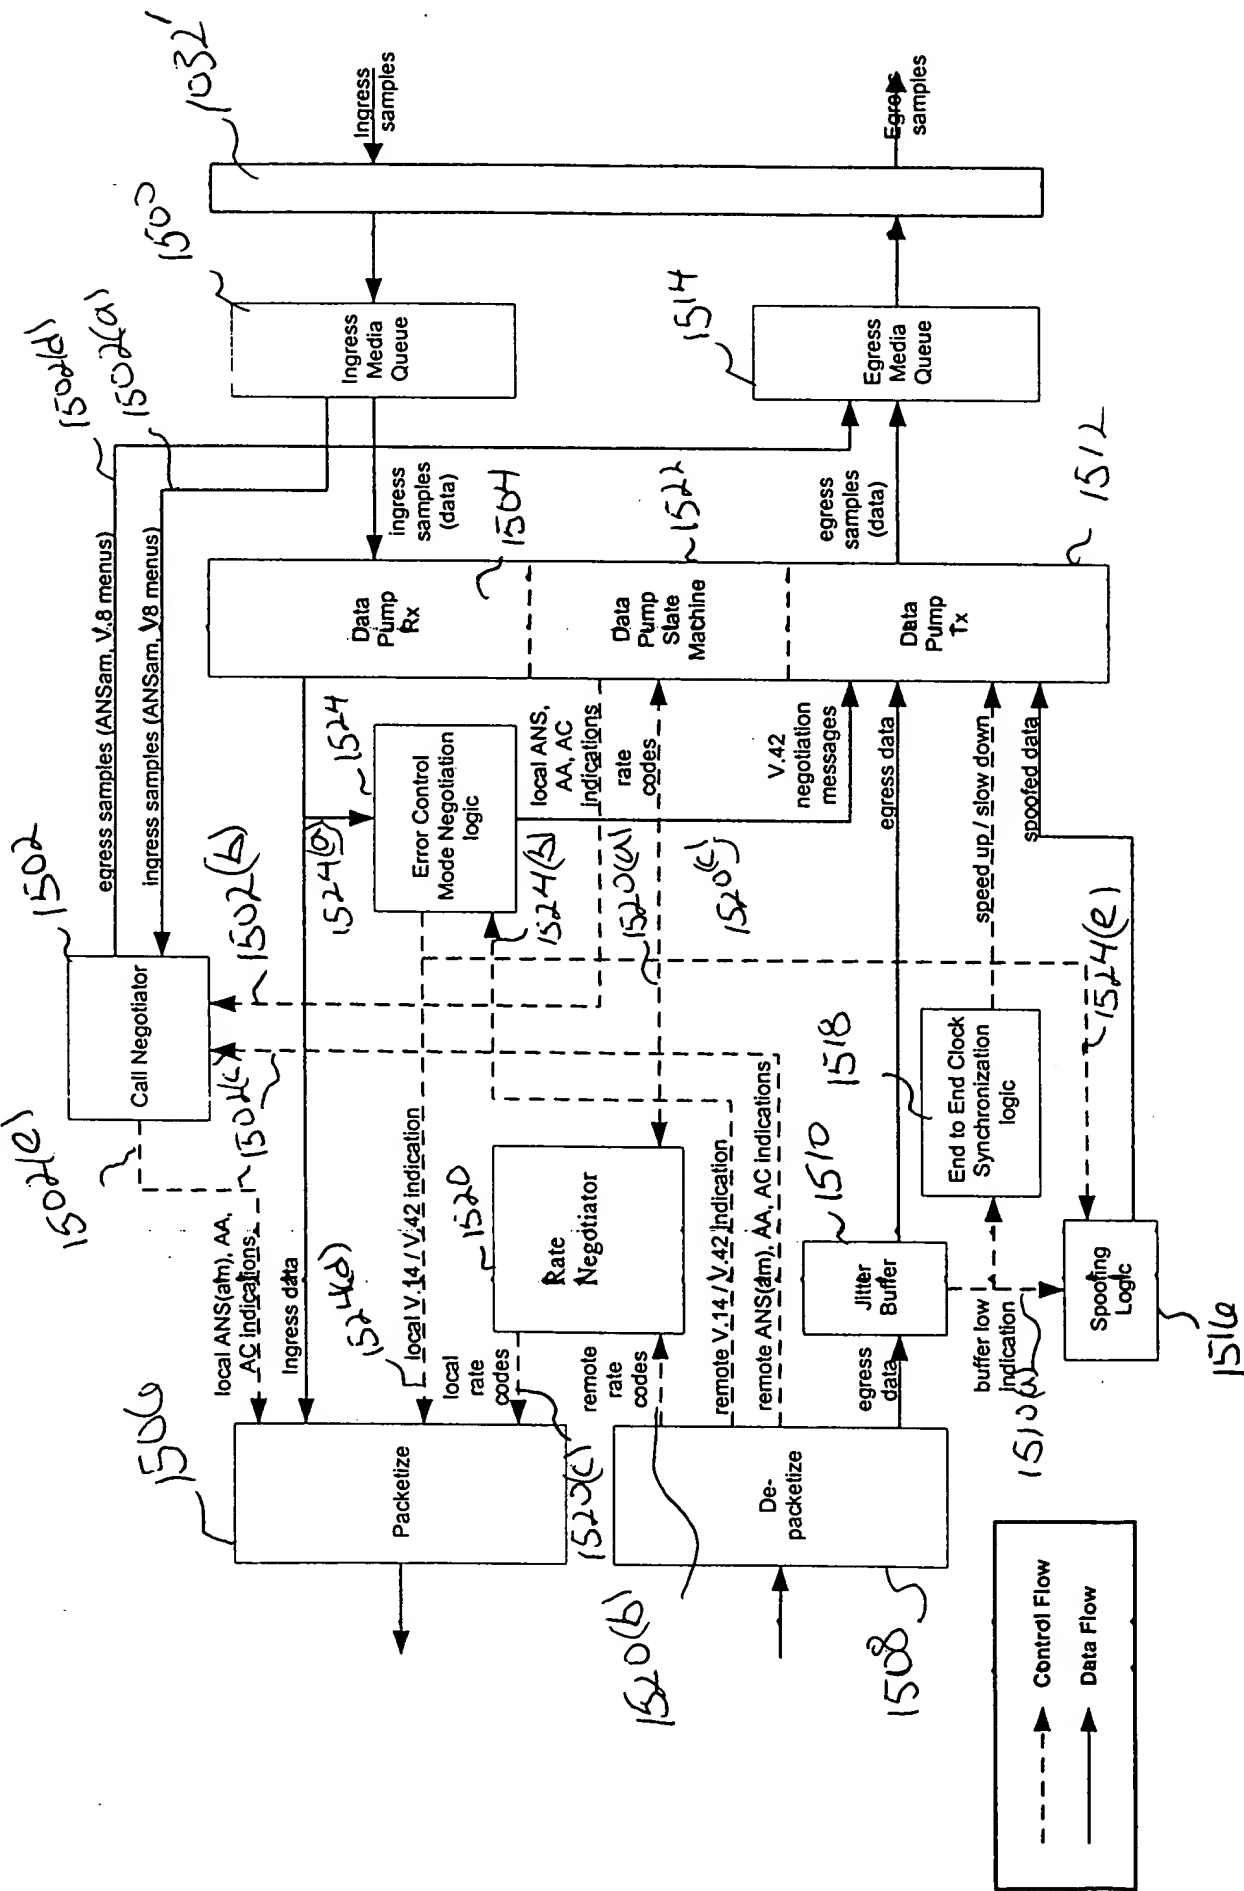 1502(e)
1502
1502(d)
1502(a)
1500
1032'
egress samples (ANSam, V.8 menus)
ingress samples (ANSam, V8 menus)
Call Negotiator
1502(b)
1502(c)
1506
local ANS(am), AA,
AC indications
Ingress data
Packetize
1524(d)
local V.14 / V.42 indication
local
rate
codes
1520(c)
1520
Rate
Negotiator
1524(a)
1524
Error Control
Mode Negotiation
logic
1524(b)
local ANS,
AA, AC
indications
rate
codes
1520(a)
V.42
negotiation
messages
Data
Pump
Rx
1504
ingress
samples
(data)
Ingress
Media
Queue
Ingress
samples
Data
Pump
State
Machine
1522
Data
Pump
Tx
1512
egress
samples
(data)
1514
Egress
Media
Queue
Egress
samples
remote
rate
codes
1520(b)
remote V.14 / V.42 indication
remote ANS(am), AA, AC indications
De-
packetize
1508
egress
data
1510
Jitter
Buffer
egress data
buffer low
indication
1510(a)
1518
End to End Clock
Synchronization
logic
speed up / slow down
spoofed data
1524(e)
Spoofing
Logic
1516
Control Flow
Data Flow